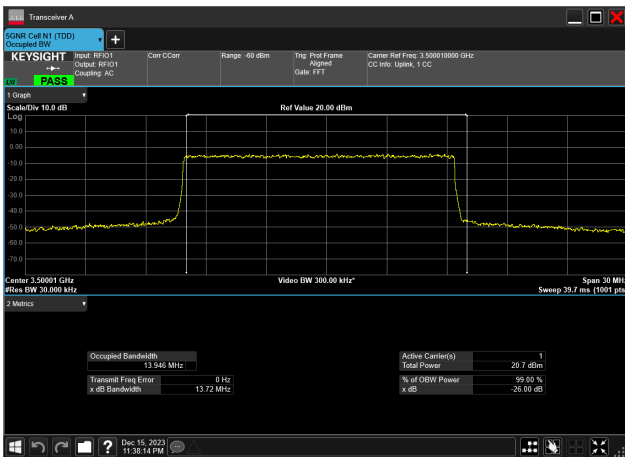 Transceiver A
5GNR Cell N1 (TDD)
Occupied BW
KEYSIGHT
PASS
Input: RFIO1
Output: RFIO1
Coupling: AC
Corr CCorr
Range: -60 dBm
Trig: Prot Frame
Aligned
Gate: FFT
Carrier Ref Freq: 3.500010000 GHz
CC Info: Uplink, 1 CC
1 Graph
Scale/Div 10.0 dB
Ref Value 20.00 dBm
Log
10.0
0.00
-10.0
-20.0
-30.0
-40.0
-50.0
-60.0
-70.0
Center 3.50001 GHz
Video BW 300.00 kHz*
Span 30 MHz
#Res BW 30.000 kHz
Sweep 39.7 ms (1001 pts
2 Metrics
Occupied Bandwidth
13.946 MHz
Transmit Freq Error 0 Hz
x dB Bandwidth 13.72 MHz
Active Carrier(s) 1
Total Power 20.7 dBm
% of OBW Power 99.00 %
x dB -26.00 dB
Dec 15, 2023
11:38:14 PM